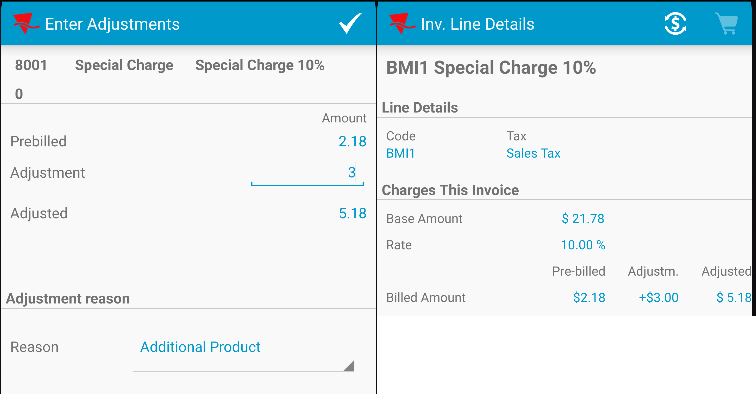 Enter Adjustments
8001 Special Charge Special Charge 10%
0
Amount
Prebilled 2.18
Adjustment 3
Adjusted 5.18
Adjustment reason
Reason Additional Product
Inv. Line Details
BMI1 Special Charge 10%
Line Details
Code Tax
BMI1 Sales Tax
Charges This Invoice
Base Amount $ 21.78
Rate 10.00 %
Pre-billed Adjustm. Adjusted
Billed Amount $2.18 +$3.00 $ 5.18